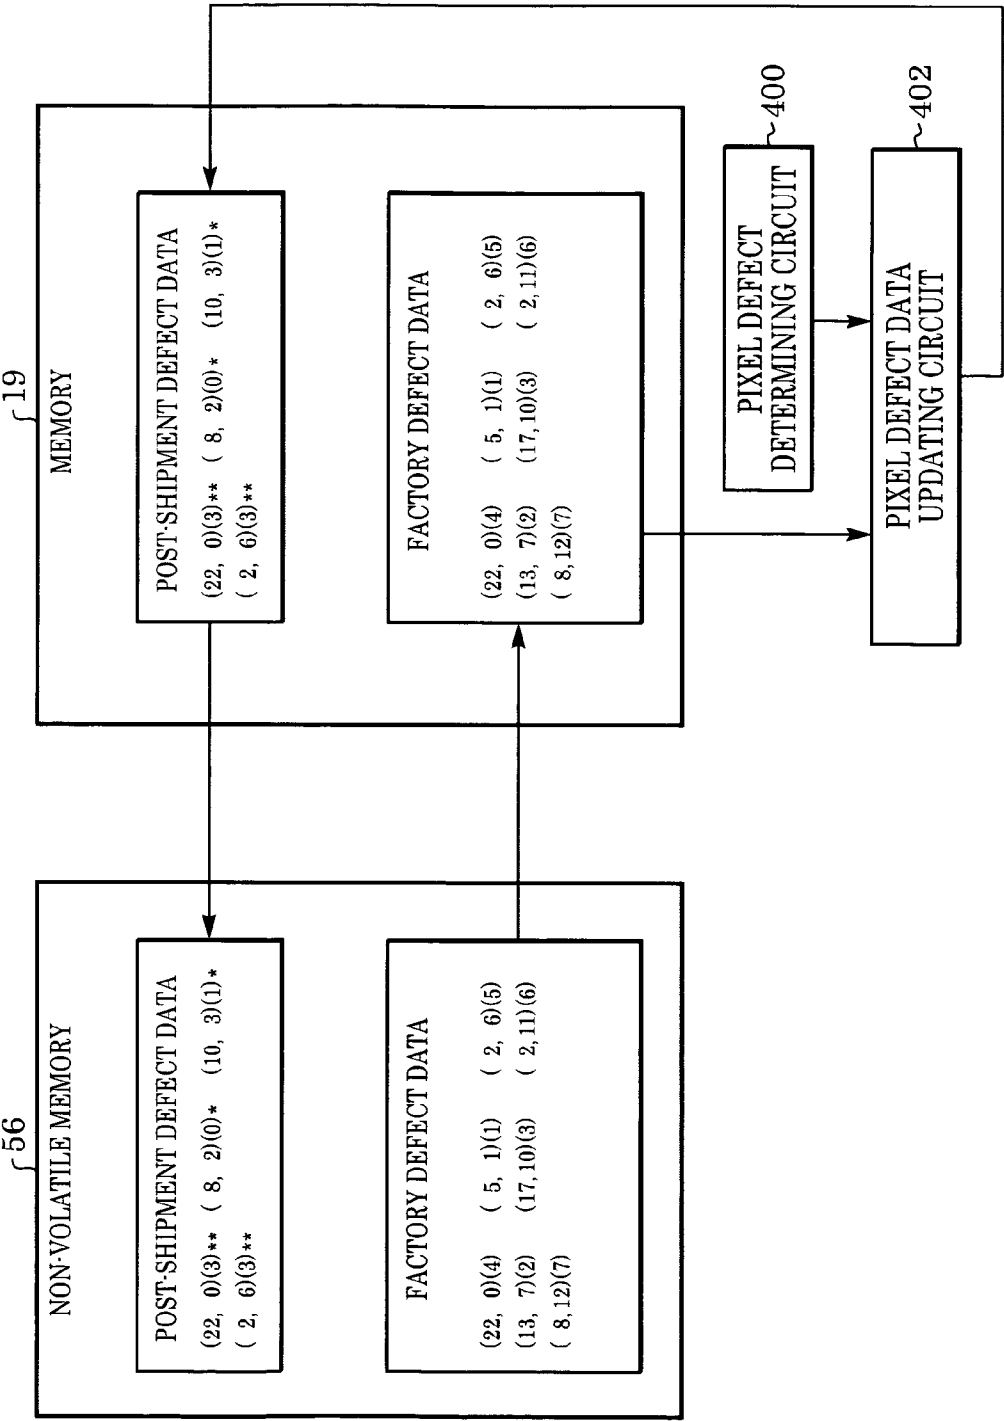 56
NON-VOLATILE MEMORY
POST-SHIPMENT DEFECT DATA
(22, 0)(3)** ( 8, 2)(0)* (10, 3)(1)*
( 2, 6)(3)**
FACTORY DEFECT DATA
(22, 0)(4) ( 5, 1)(1) ( 2, 6)(5)
(13, 7)(2) (17,10)(3) ( 2,11)(6)
( 8,12)(7)
19
MEMORY
POST-SHIPMENT DEFECT DATA
(22, 0)(3)** ( 8, 2)(0)* (10, 3)(1)*
( 2, 6)(3)**
FACTORY DEFECT DATA
(22, 0)(4) ( 5, 1)(1) ( 2, 6)(5)
(13, 7)(2) (17,10)(3) ( 2,11)(6)
( 8,12)(7)
400
PIXEL DEFECT
DETERMINING CIRCUIT
402
PIXEL DEFECT DATA
UPDATING CIRCUIT